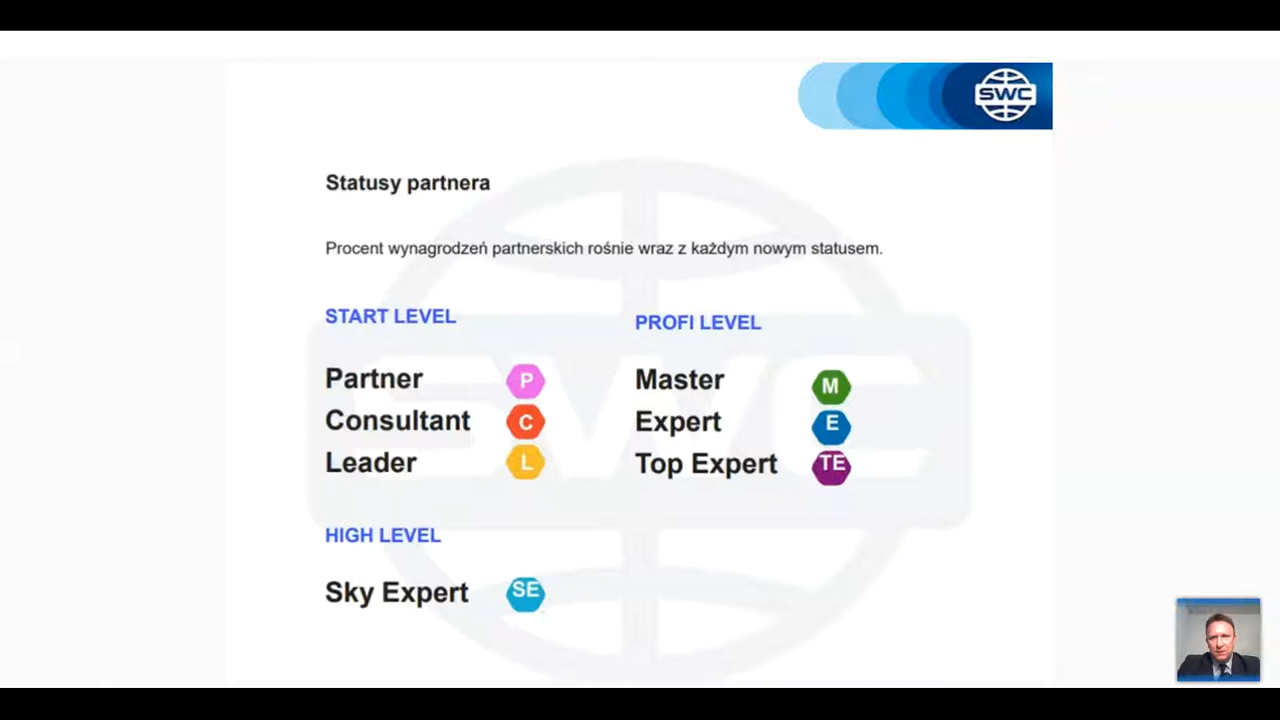 SWC
Statusy partnera
Procent wynagrodzeń partnerskich rośnie wraz z każdym nowym statusem.
START LEVEL
Partner P
Consultant C
Leader L
PROFI LEVEL
Master M
Expert E
Top Expert TE
HIGH LEVEL
Sky Expert SE
SWC